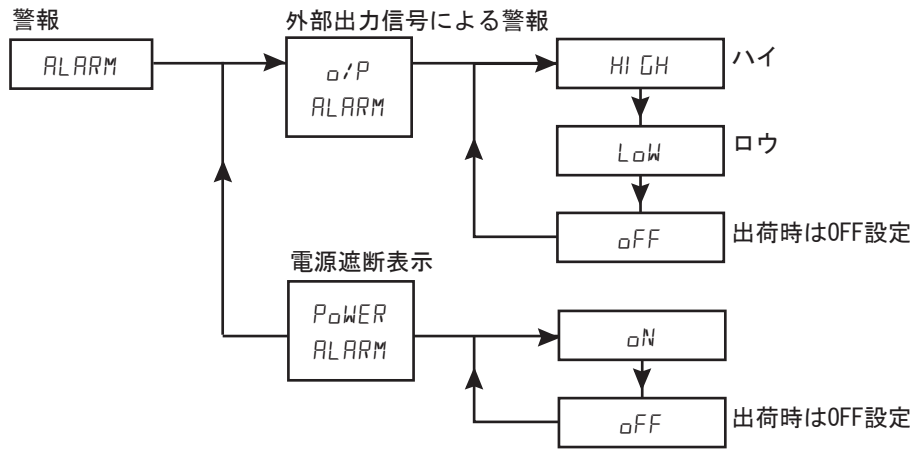 警報
ALARM
外部出力信号による警報
o/P
ALARM
HIGH
ハイ
LoW
ロウ
oFF
出荷時はOFF設定
電源遮断表示
PoWER
ALARM
oN
oFF
出荷時はOFF設定